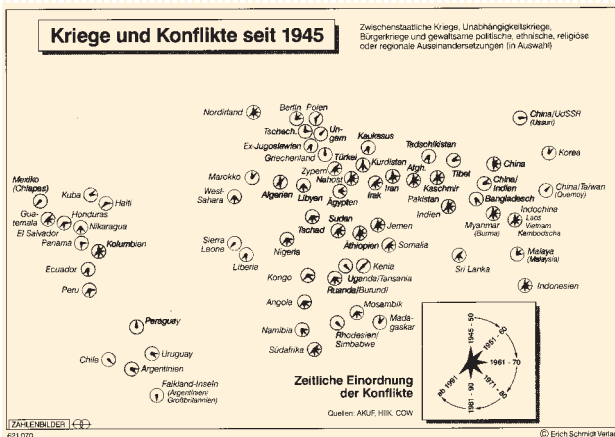 Kriege und Konflikte seit 1945
Zwischenstaatliche Kriege, Unabhängigkeitskriege,
Bürgerkriege und gewaltsame politische, ethnische, religiöse
oder regionale Auseinandersetzungen (in Auswahl)
Nordirland
Berlin
Polen
Tschech.
Un-
garn
Ex-Jugoslawien
Griechenland
Kaukasus
Türkei
Zypern
Kurdistan
Tadschikistan
Tibet
China
China/UdSSR
(Ussuri)
Korea
Mexiko
(Chiapas)
Kuba
Haiti
Marokko
West-
Sahara
Algerien
Libyen
Nahost
Ägypten
Irak
Iran
Afgh.
Kaschmir
Pakistan
Indien
China/
Indien
Bangladesch
China/Taiwan
(Quemoy)
Gua-
temala
Honduras
El Salvador
Nikaragua
Panama
Kolumbien
Sierra
Leone
Liberia
Nigeria
Tschad
Sudan
Äthiopien
Jemen
Somalia
Myanmar
(Burma)
Indochina
Laos
Vietnam
Kambodscha
Malaya
(Malaysia)
Sri Lanka
Indonesien
Ecuador
Peru
Kongo
Kenia
Uganda/Tansania
Ruanda/Burundi
Angola
Mosambik
Mada-
gaskar
Namibia
Rhodesien/
Simbabwe
Südafrika
Paraguay
Chile
Uruguay
Argentinien
Falkland-Inseln
(Argentinien/
Großbritannien)
Zeitliche Einordnung
der Konflikte
Quellen: AKUF, HIIK, COW
1945 - 50
1951 - 60
1961 - 70
1971 - 80
1981 - 90
ab 1991
ZAHLENBILDER
621 070
© Erich Schmidt Verlag